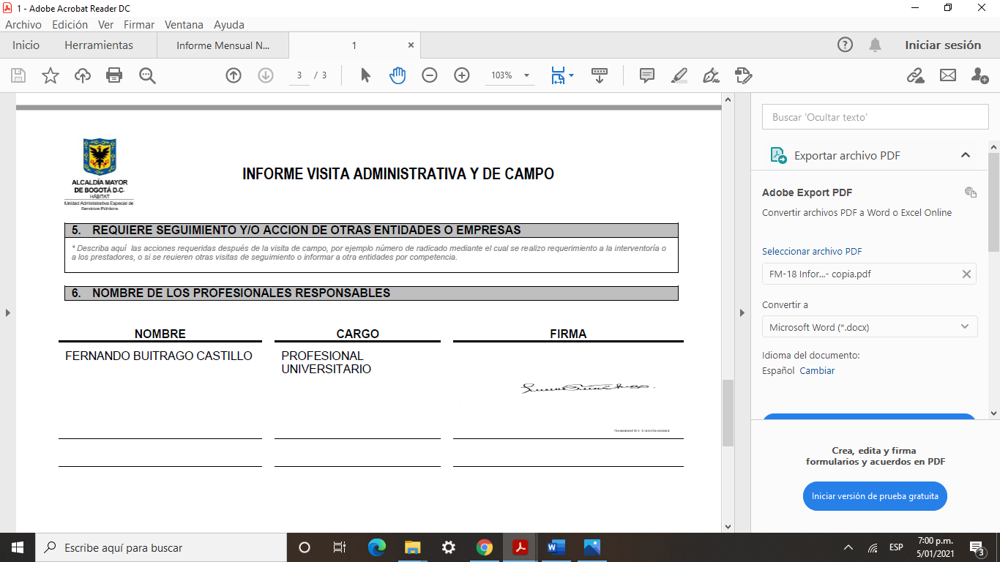 1 - Adobe Acrobat Reader DC
Archivo Edición Ver Firmar Ventana Ayuda
Inicio Herramientas Informe Mensual N... 1 Iniciar sesión
3 / 3 103%
ALCALDÍA MAYOR
DE BOGOTÁ D.C.
HÁBITAT
Unidad Administrativa Especial de
Servicios Públicos
INFORME VISITA ADMINISTRATIVA Y DE CAMPO
5. REQUIERE SEGUIMIENTO Y/O ACCION DE OTRAS ENTIDADES O EMPRESAS
* Describa aquí las acciones requeridas después de la visita de campo, por ejemplo número de radicado mediante el cual se realizo requerimiento a la interventoría o
a los prestadores, o si se reuieren otras visitas de seguimiento o informar a otra entidades por competencia.
6. NOMBRE DE LOS PROFESIONALES RESPONSABLES
NOMBRE CARGO FIRMA
FERNANDO BUITRAGO CASTILLO PROFESIONAL
UNIVERSITARIO
Buscar 'Ocultar texto'
Exportar archivo PDF
Adobe Export PDF
Convertir archivos PDF a Word o Excel Online
Seleccionar archivo PDF
FM-18 Infor...- copia.pdf
Convertir a
Microsoft Word (*.docx)
Idioma del documento:
Español Cambiar
Crea, edita y firma
formularios y acuerdos en PDF
Iniciar versión de prueba gratuita
Escribe aquí para buscar
ESP
7:00 p.m.
5/01/2021
3